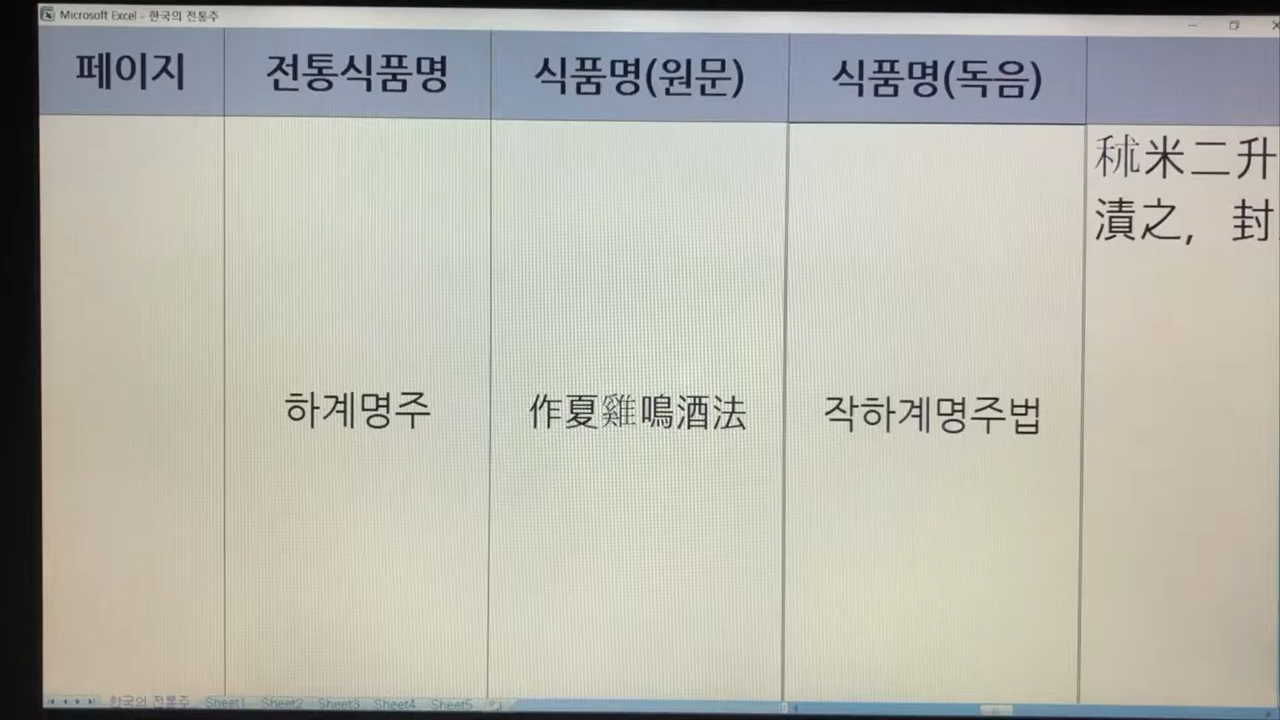 Microsoft Excel - 한국의 전통주
페이지 전통식품명 식품명(원문) 식품명(독음)
秫米二升
漬之, 封
하계명주 作夏雞鳴酒法 작하계명주법
한국의 전통주 Sheet1 Sheet2 Sheet3 Sheet4 Sheet5